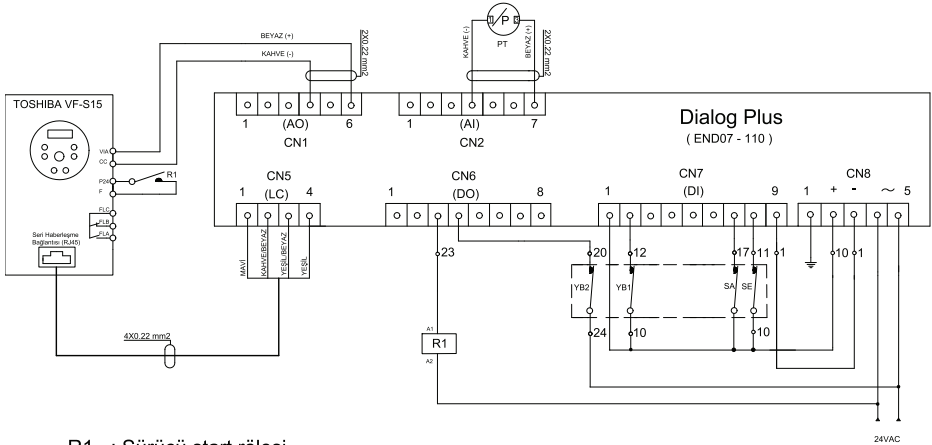 BEYAZ (+)
KAHVE (-)
2X0.22 mm2
KAHVE (-)
1 P 3
PT
BEYAZ (+)
2X0.22 mm2
TOSHIBA VF-S15
VIA
CC
P24
F
R1
FLC
FLB
FLA
Seri Haberleşme
Bağlantısı (RJ45)
1 (AO) 6
CN1
1 (AI) 7
CN2
Dialog Plus
( END07 - 110 )
CN5
1 (LC) 4
CN6
1 (DO) 8
CN7
1 (DI) 9
CN8
1 + - ~ 5
MAVİ
KAHVE/BEYAZ
YEŞİL/BEYAZ
YEŞİL
4X0.22 mm2
23
20
12
17
11
1
10
1
YB2
YB1
SA
SE
24
10
10
A1
R1
A2
24VAC
R1 : Sürücü start rölesi